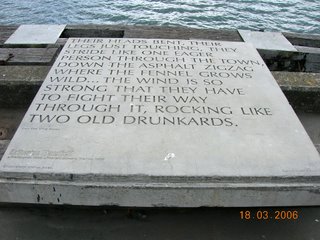 THEIR HEADS BENT, THEIR
LEGS JUST TOUCHING, THEY
STRIDE LIKE ONE EAGER
PERSON THROUGH THE TOWN,
DOWN THE ASPHALT ZIGZAG
WHERE THE FENNEL GROWS
WILD... THE WIND IS SO
STRONG THAT THEY HAVE
TO FIGHT THEIR WAY
THROUGH IT, ROCKING LIKE
TWO OLD DRUNKARDS.
18.03.2006